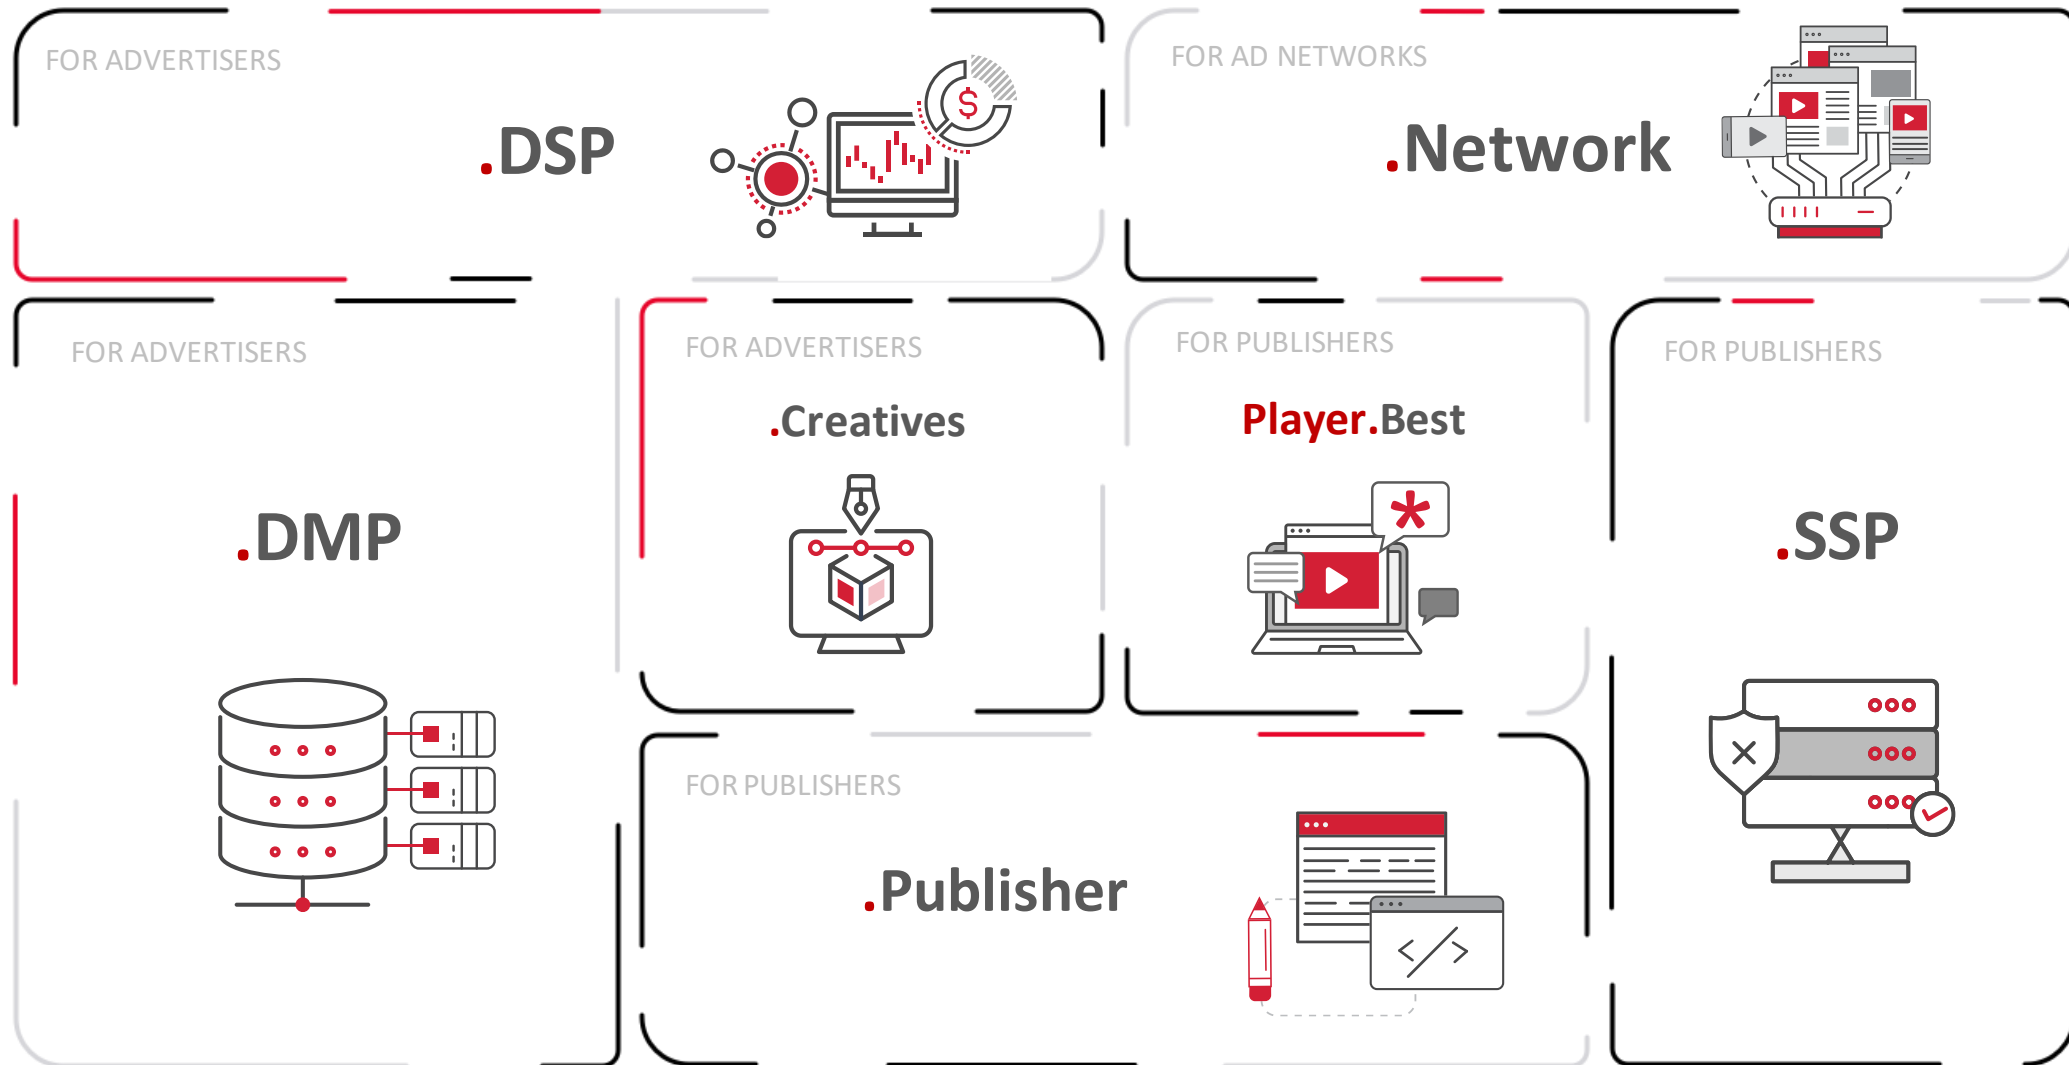 FOR ADVERTISERS
.DSP
FOR AD NETWORKS
.Network
FOR ADVERTISERS
.DMP
FOR ADVERTISERS
.Creatives
FOR PUBLISHERS
Player.Best
FOR PUBLISHERS
.SSP
FOR PUBLISHERS
.Publisher